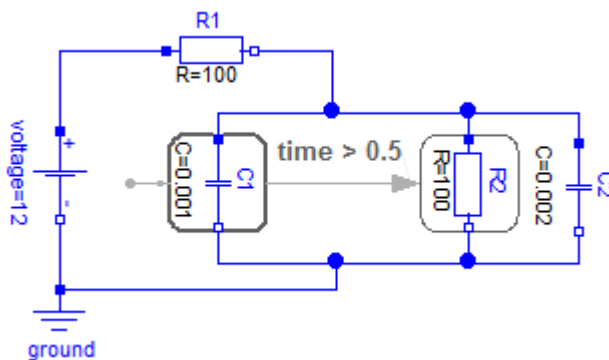 R1
R=100
voltage=12
+
-
C=0.001
C1
time > 0.5
R=100
R2
C=0.002
C2
ground